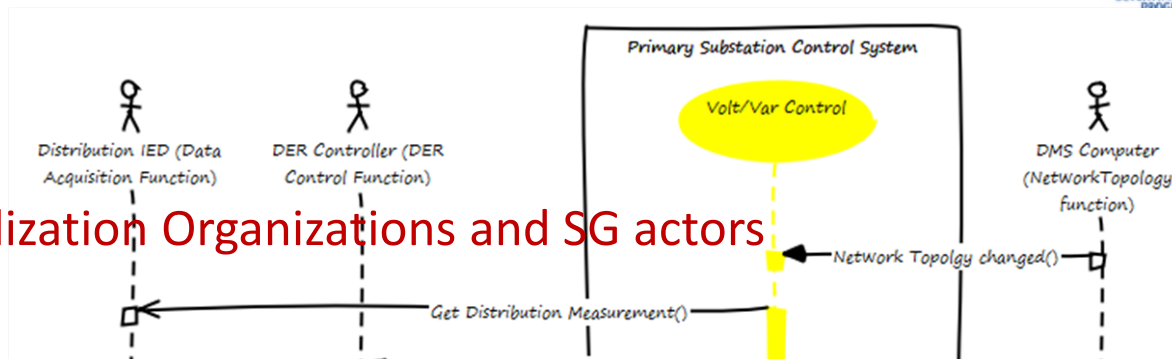 Primary Substation Control System
Volt/Var Control
Distribution IED (Data
Acquisition Function)
DER Controller (DER
Control Function)
DMS Computer
(NetworkTopology
function)
lization Organizations and SG actors
Network Topolgy changed()
Get Distribution Measurement()